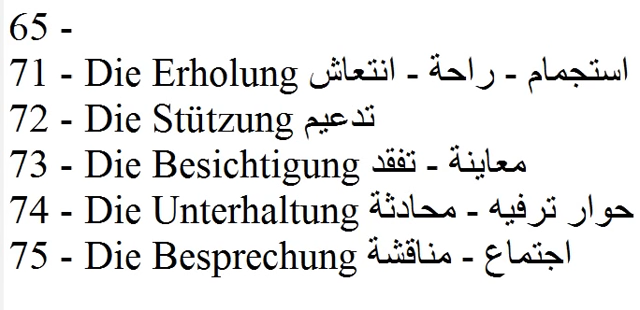 65 -
71 - Die Erholung استجمام - راحة - انتعاش
72 - Die Stützung تدعيم
73 - Die Besichtigung معاينة - تفقد
74 - Die Unterhaltung حوار ترفيه - محادثة
75 - Die Besprechung اجتماع - مناقشة